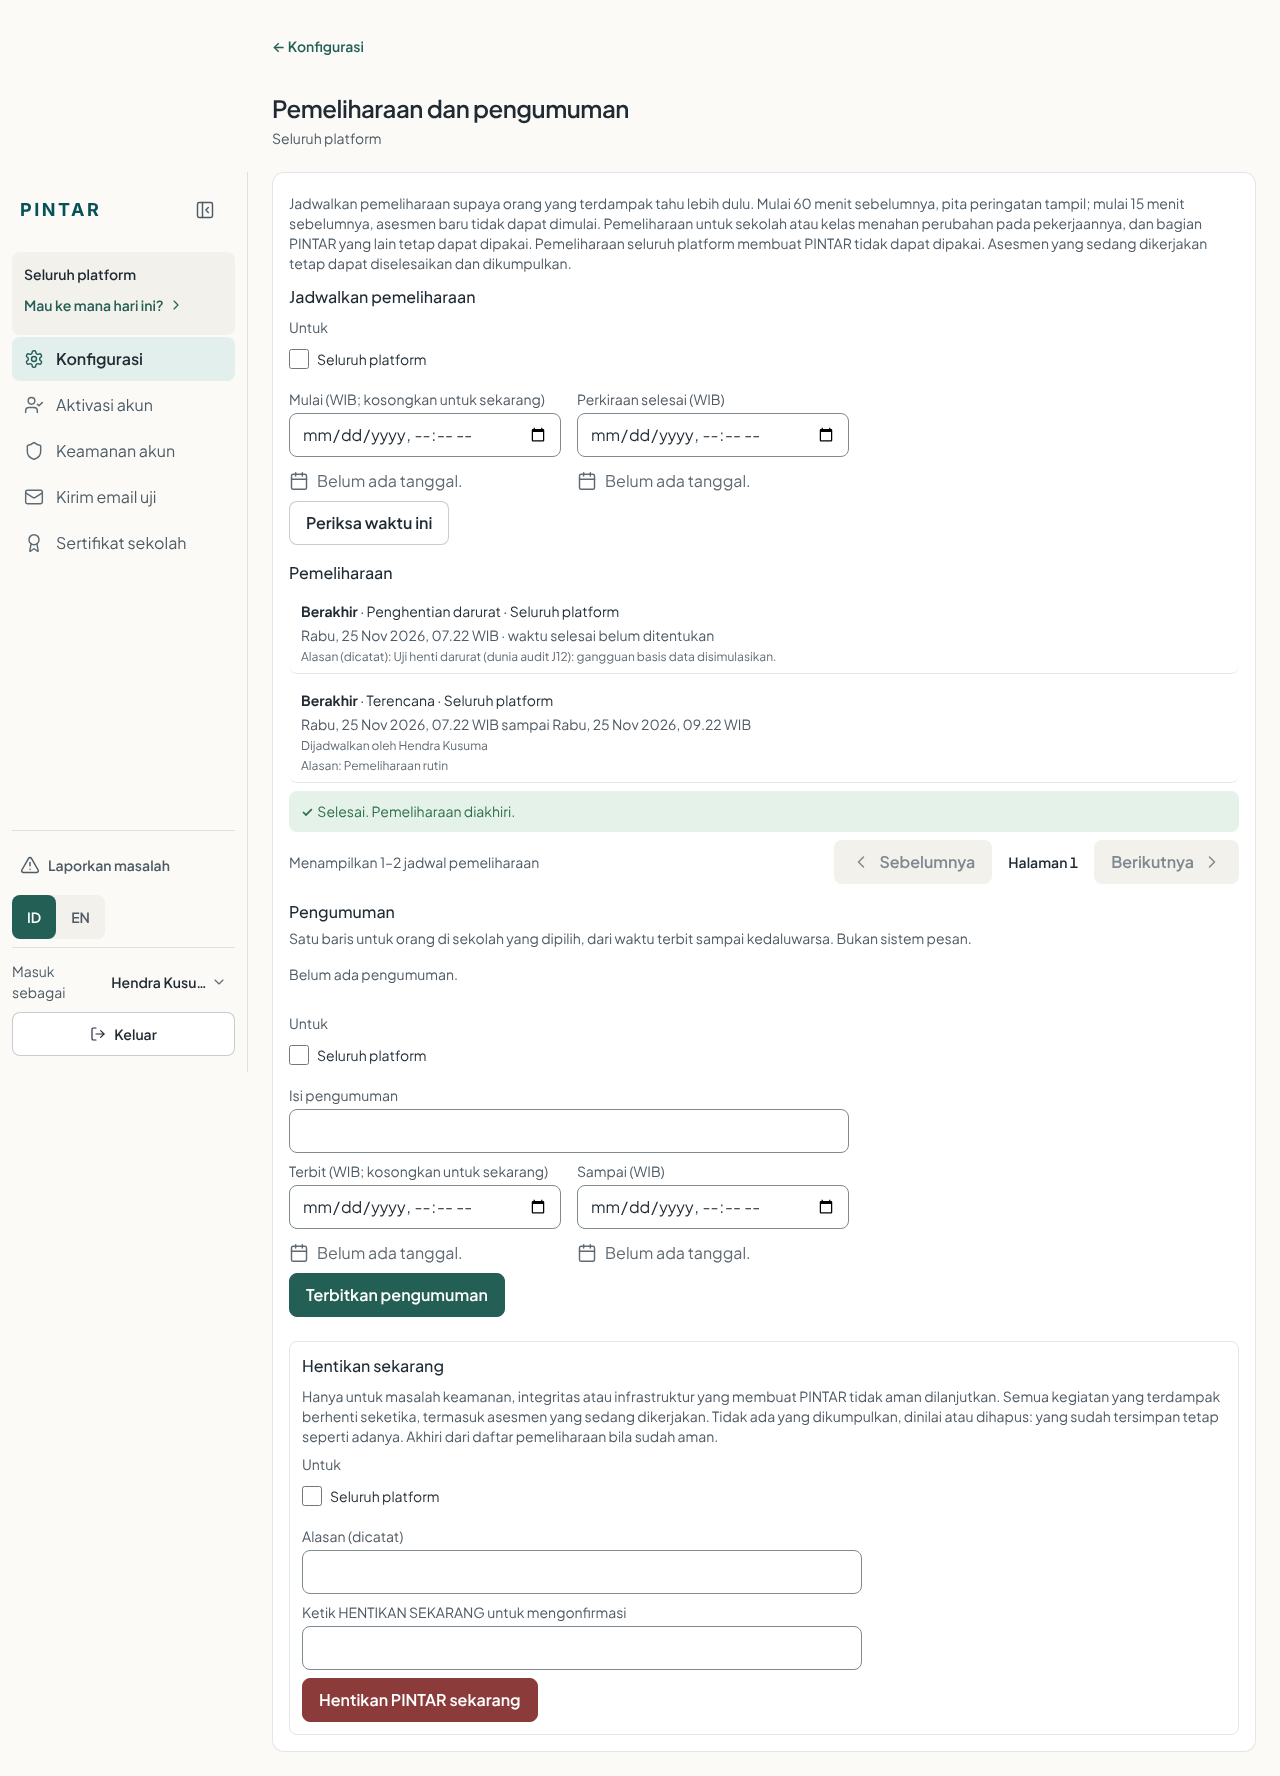 ← Konfigurasi
Pemeliharaan dan pengumuman
Seluruh platform
PINTAR
Seluruh platform
Mau ke mana hari ini?
Konfigurasi
Aktivasi akun
Keamanan akun
Kirim email uji
Sertifikat sekolah
Laporkan masalah
ID EN
Masuk sebagai
Hendra Kusu...
Keluar
Jadwalkan pemeliharaan supaya orang yang terdampak tahu lebih dulu. Mulai 60 menit sebelumnya, pita peringatan tampil; mulai 15 menit
sebelumnya, asesmen baru tidak dapat dimulai. Pemeliharaan untuk sekolah atau kelas menahan perubahan pada pekerjaannya, dan bagian
PINTAR yang lain tetap dapat dipakai. Pemeliharaan seluruh platform membuat PINTAR tidak dapat dipakai. Asesmen yang sedang dikerjakan
tetap dapat diselesaikan dan dikumpulkan.
Jadwalkan pemeliharaan
Untuk
Seluruh platform
Mulai (WIB; kosongkan untuk sekarang) Perkiraan selesai (WIB)
mm/dd/yyyy, --:-- -- mm/dd/yyyy, --:-- --
Belum ada tanggal. Belum ada tanggal.
Periksa waktu ini
Pemeliharaan
Berakhir · Penghentian darurat · Seluruh platform
Rabu, 25 Nov 2026, 07.22 WIB · waktu selesai belum ditentukan
Alasan (dicatat): Uji henti darurat (dunia audit J12): gangguan basis data disimulasikan.
Berakhir · Terencana · Seluruh platform
Rabu, 25 Nov 2026, 07.22 WIB sampai Rabu, 25 Nov 2026, 09.22 WIB
Dijadwalkan oleh Hendra Kusuma
Alasan: Pemeliharaan rutin
✓ Selesai. Pemeliharaan diakhiri.
Menampilkan 1–2 jadwal pemeliharaan Sebelumnya Halaman 1 Berikutnya
Pengumuman
Satu baris untuk orang di sekolah yang dipilih, dari waktu terbit sampai kedaluwarsa. Bukan sistem pesan.
Belum ada pengumuman.
Untuk
Seluruh platform
Isi pengumuman
Terbit (WIB; kosongkan untuk sekarang) Sampai (WIB)
mm/dd/yyyy, --:-- -- mm/dd/yyyy, --:-- --
Belum ada tanggal. Belum ada tanggal.
Terbitkan pengumuman
Hentikan sekarang
Hanya untuk masalah keamanan, integritas atau infrastruktur yang membuat PINTAR tidak aman dilanjutkan. Semua kegiatan yang terdampak
berhenti seketika, termasuk asesmen yang sedang dikerjakan. Tidak ada yang dikumpulkan, dinilai atau dihapus: yang sudah tersimpan tetap
seperti adanya. Akhiri dari daftar pemeliharaan bila sudah aman.
Untuk
Seluruh platform
Alasan (dicatat)
Ketik HENTIKAN SEKARANG untuk mengonfirmasi
Hentikan PINTAR sekarang